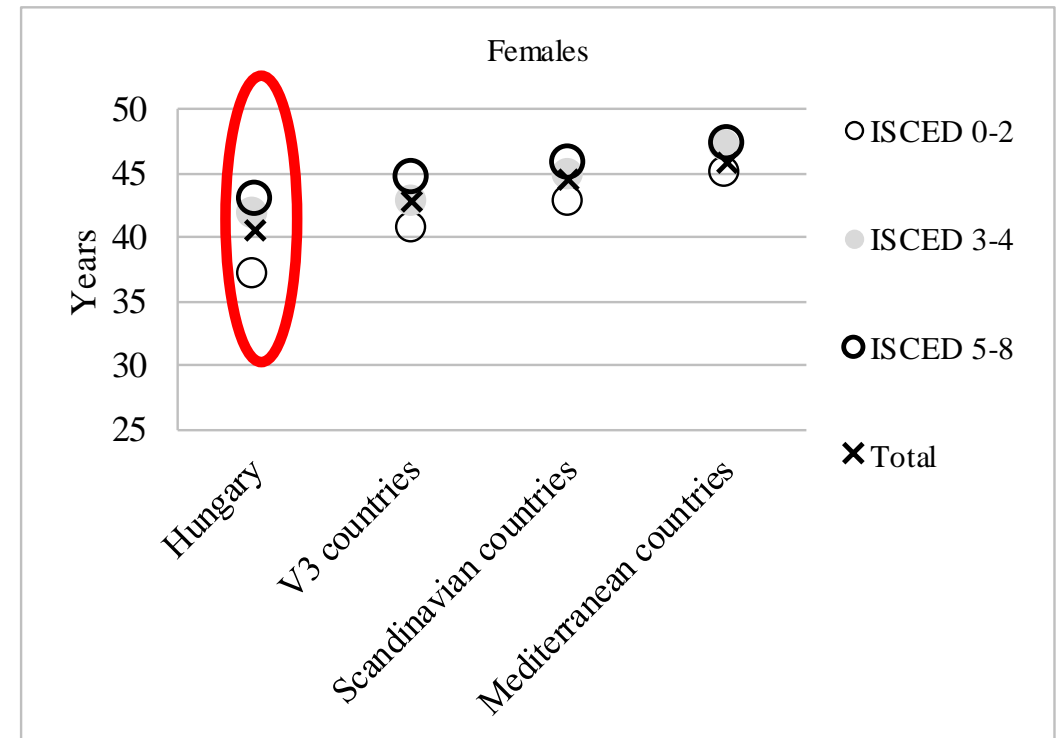 Females
50
45
40
35
30
25
Years
Hungary
V3 countries
Scandinavian countries
Mediterranean countries
ISCED 0-2
ISCED 3-4
ISCED 5-8
Total